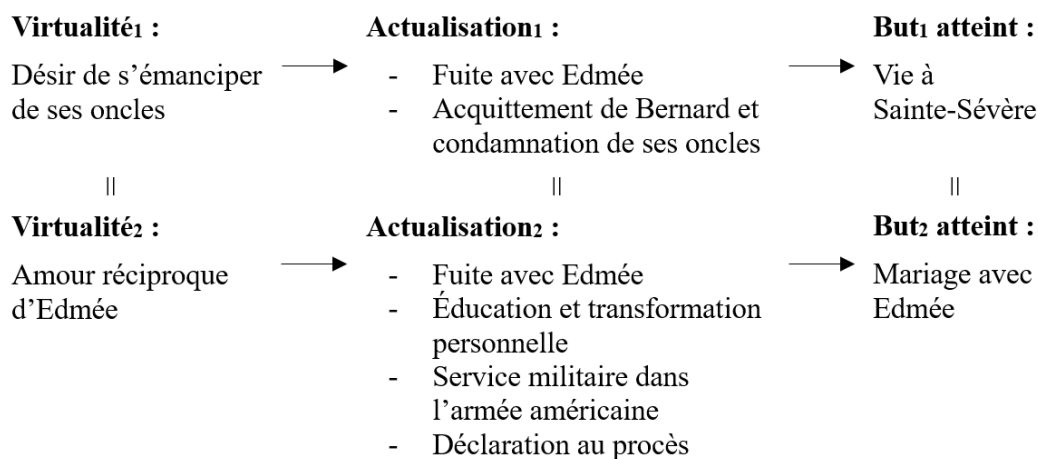 Virtualité₁ :
Désir de s’émanciper
de ses oncles
Actualisation₁ :
- Fuite avec Edmée
- Acquittement de Bernard et
condamnation de ses oncles
But₁ atteint :
Vie à
Sainte-Sévère
Virtualité₂ :
Amour réciproque
d’Edmée
Actualisation₂ :
- Fuite avec Edmée
- Éducation et transformation
personnelle
- Service militaire dans
l’armée américaine
- Déclaration au procès
But₂ atteint :
Mariage avec
Edmée